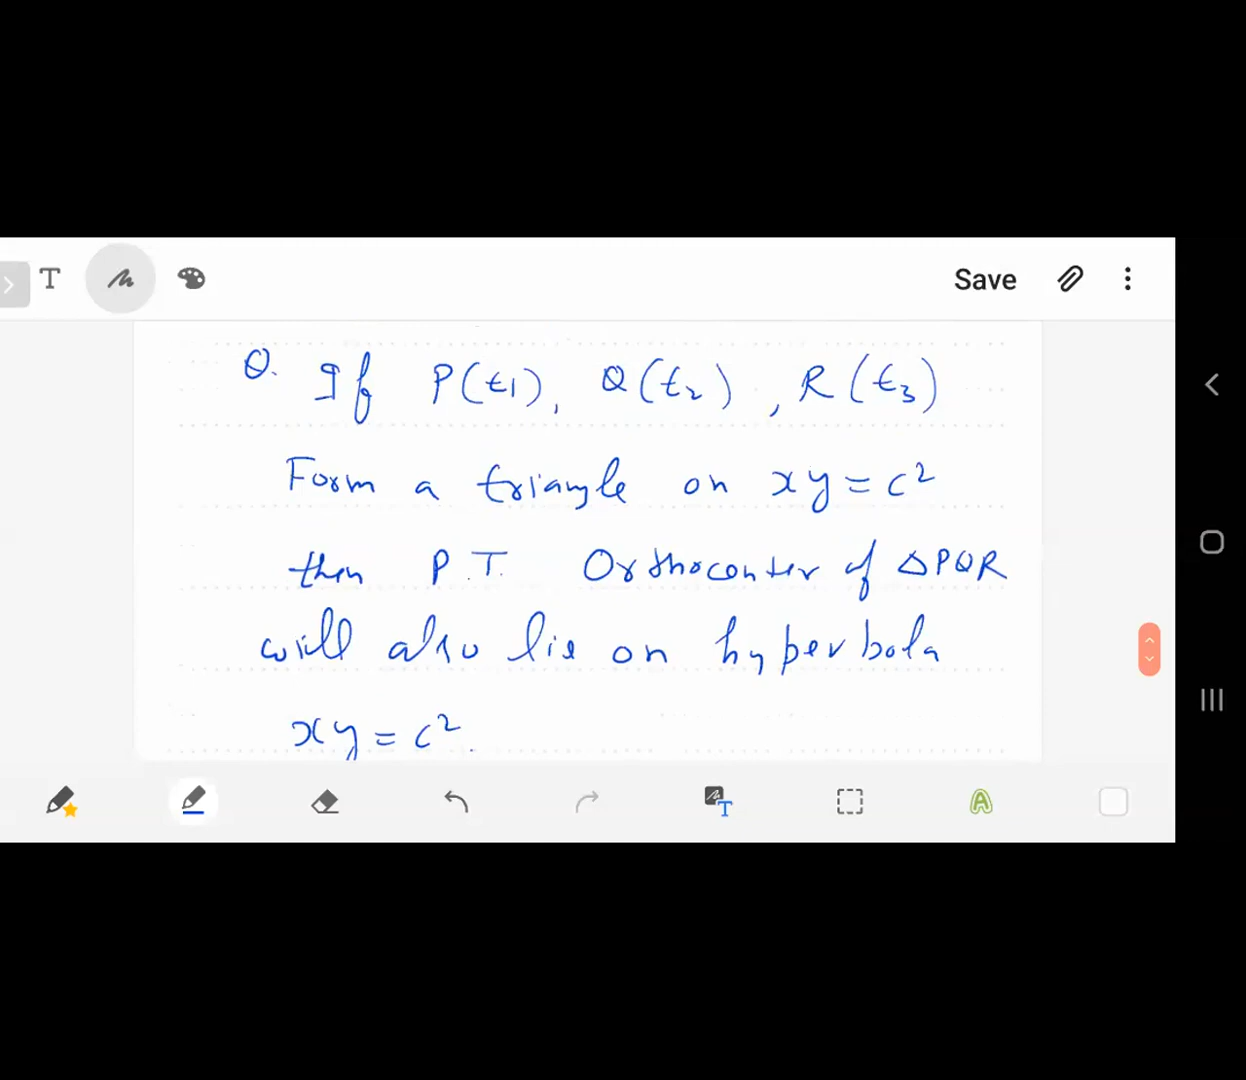 T
Save
Q. If P(t1), Q(t2), R(t3)
Form a triangle on xy = c²
then P.T. Orthocenter of ΔPQR
will also lie on hyperbola
xy = c².
T
A